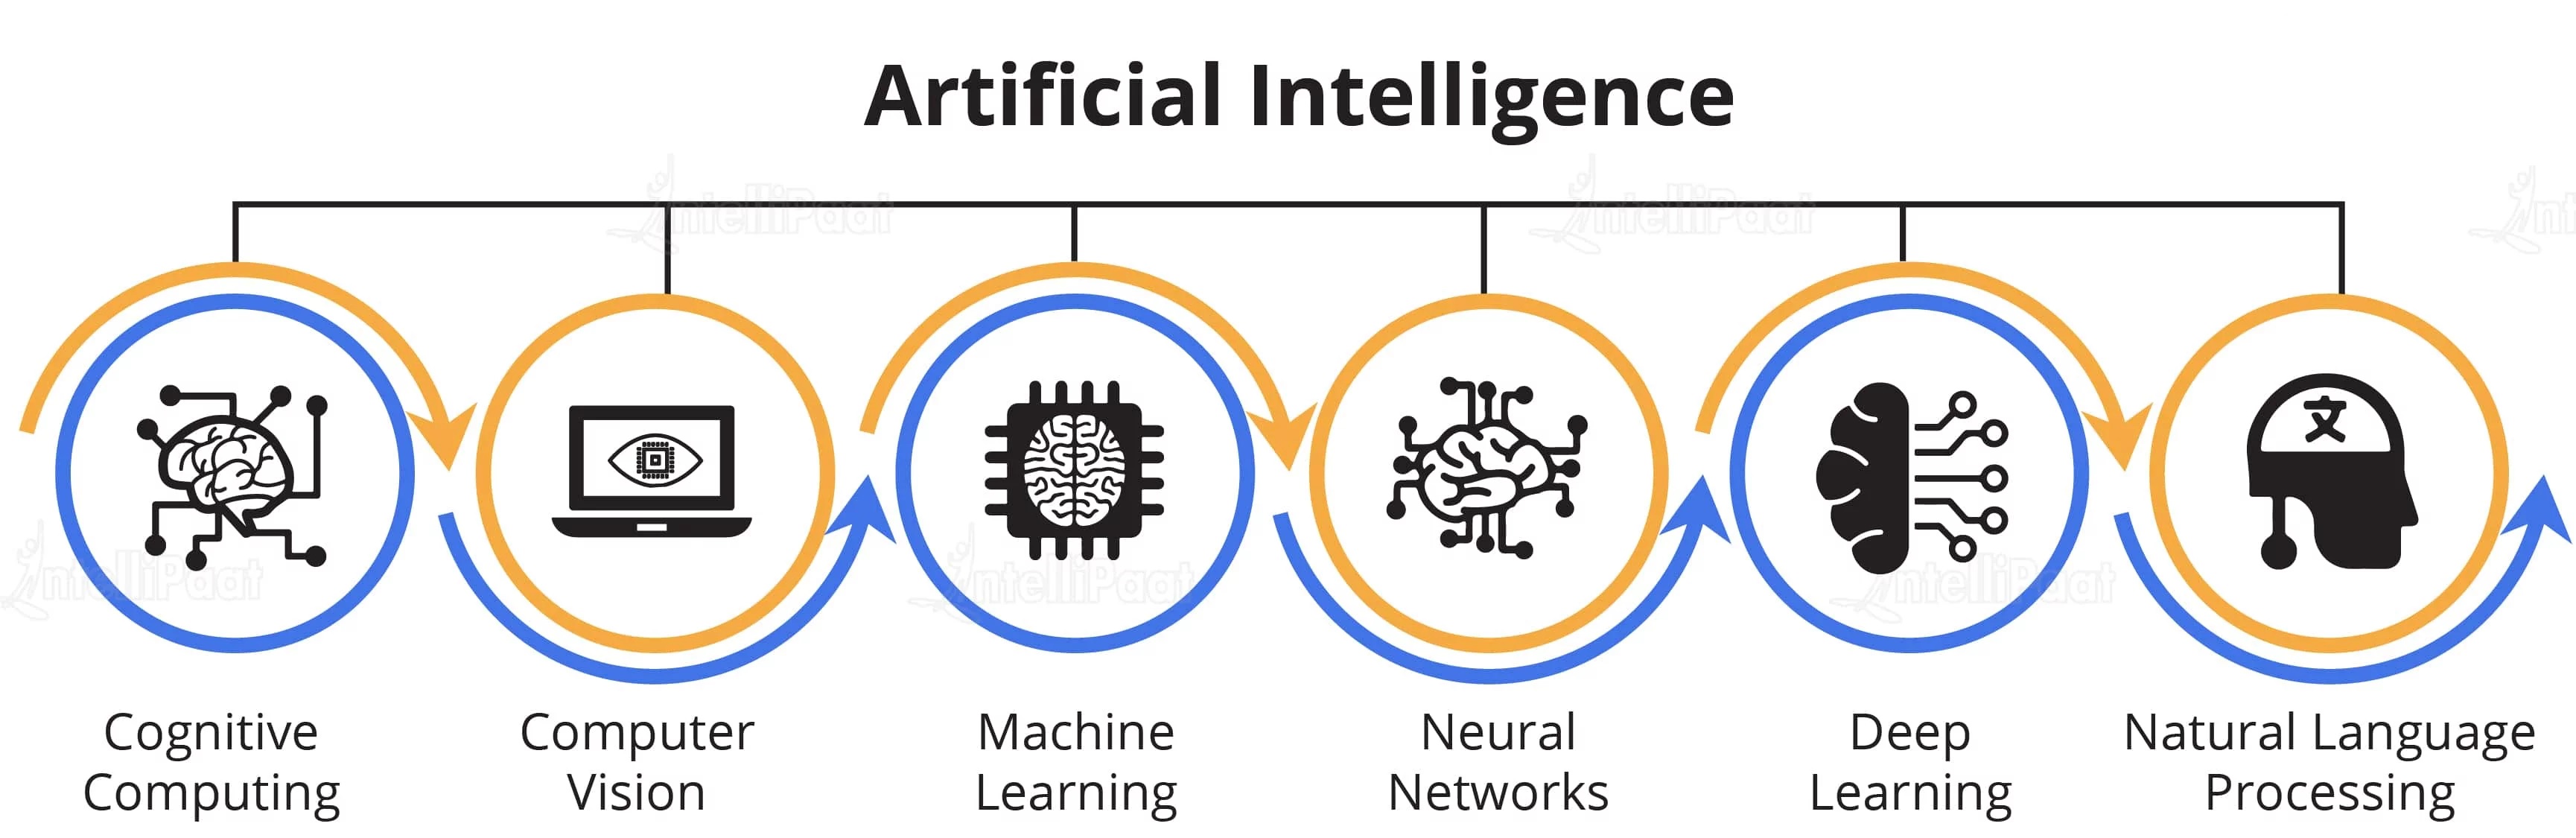 Artificial Intelligence
IntelliPaat
IntelliPaat
文
IntelliPaat
IntelliPaat
IntelliPaat
Cognitive
Computing
Computer
Vision
Machine
Learning
Neural
Networks
Deep
Learning
Natural Language
Processing